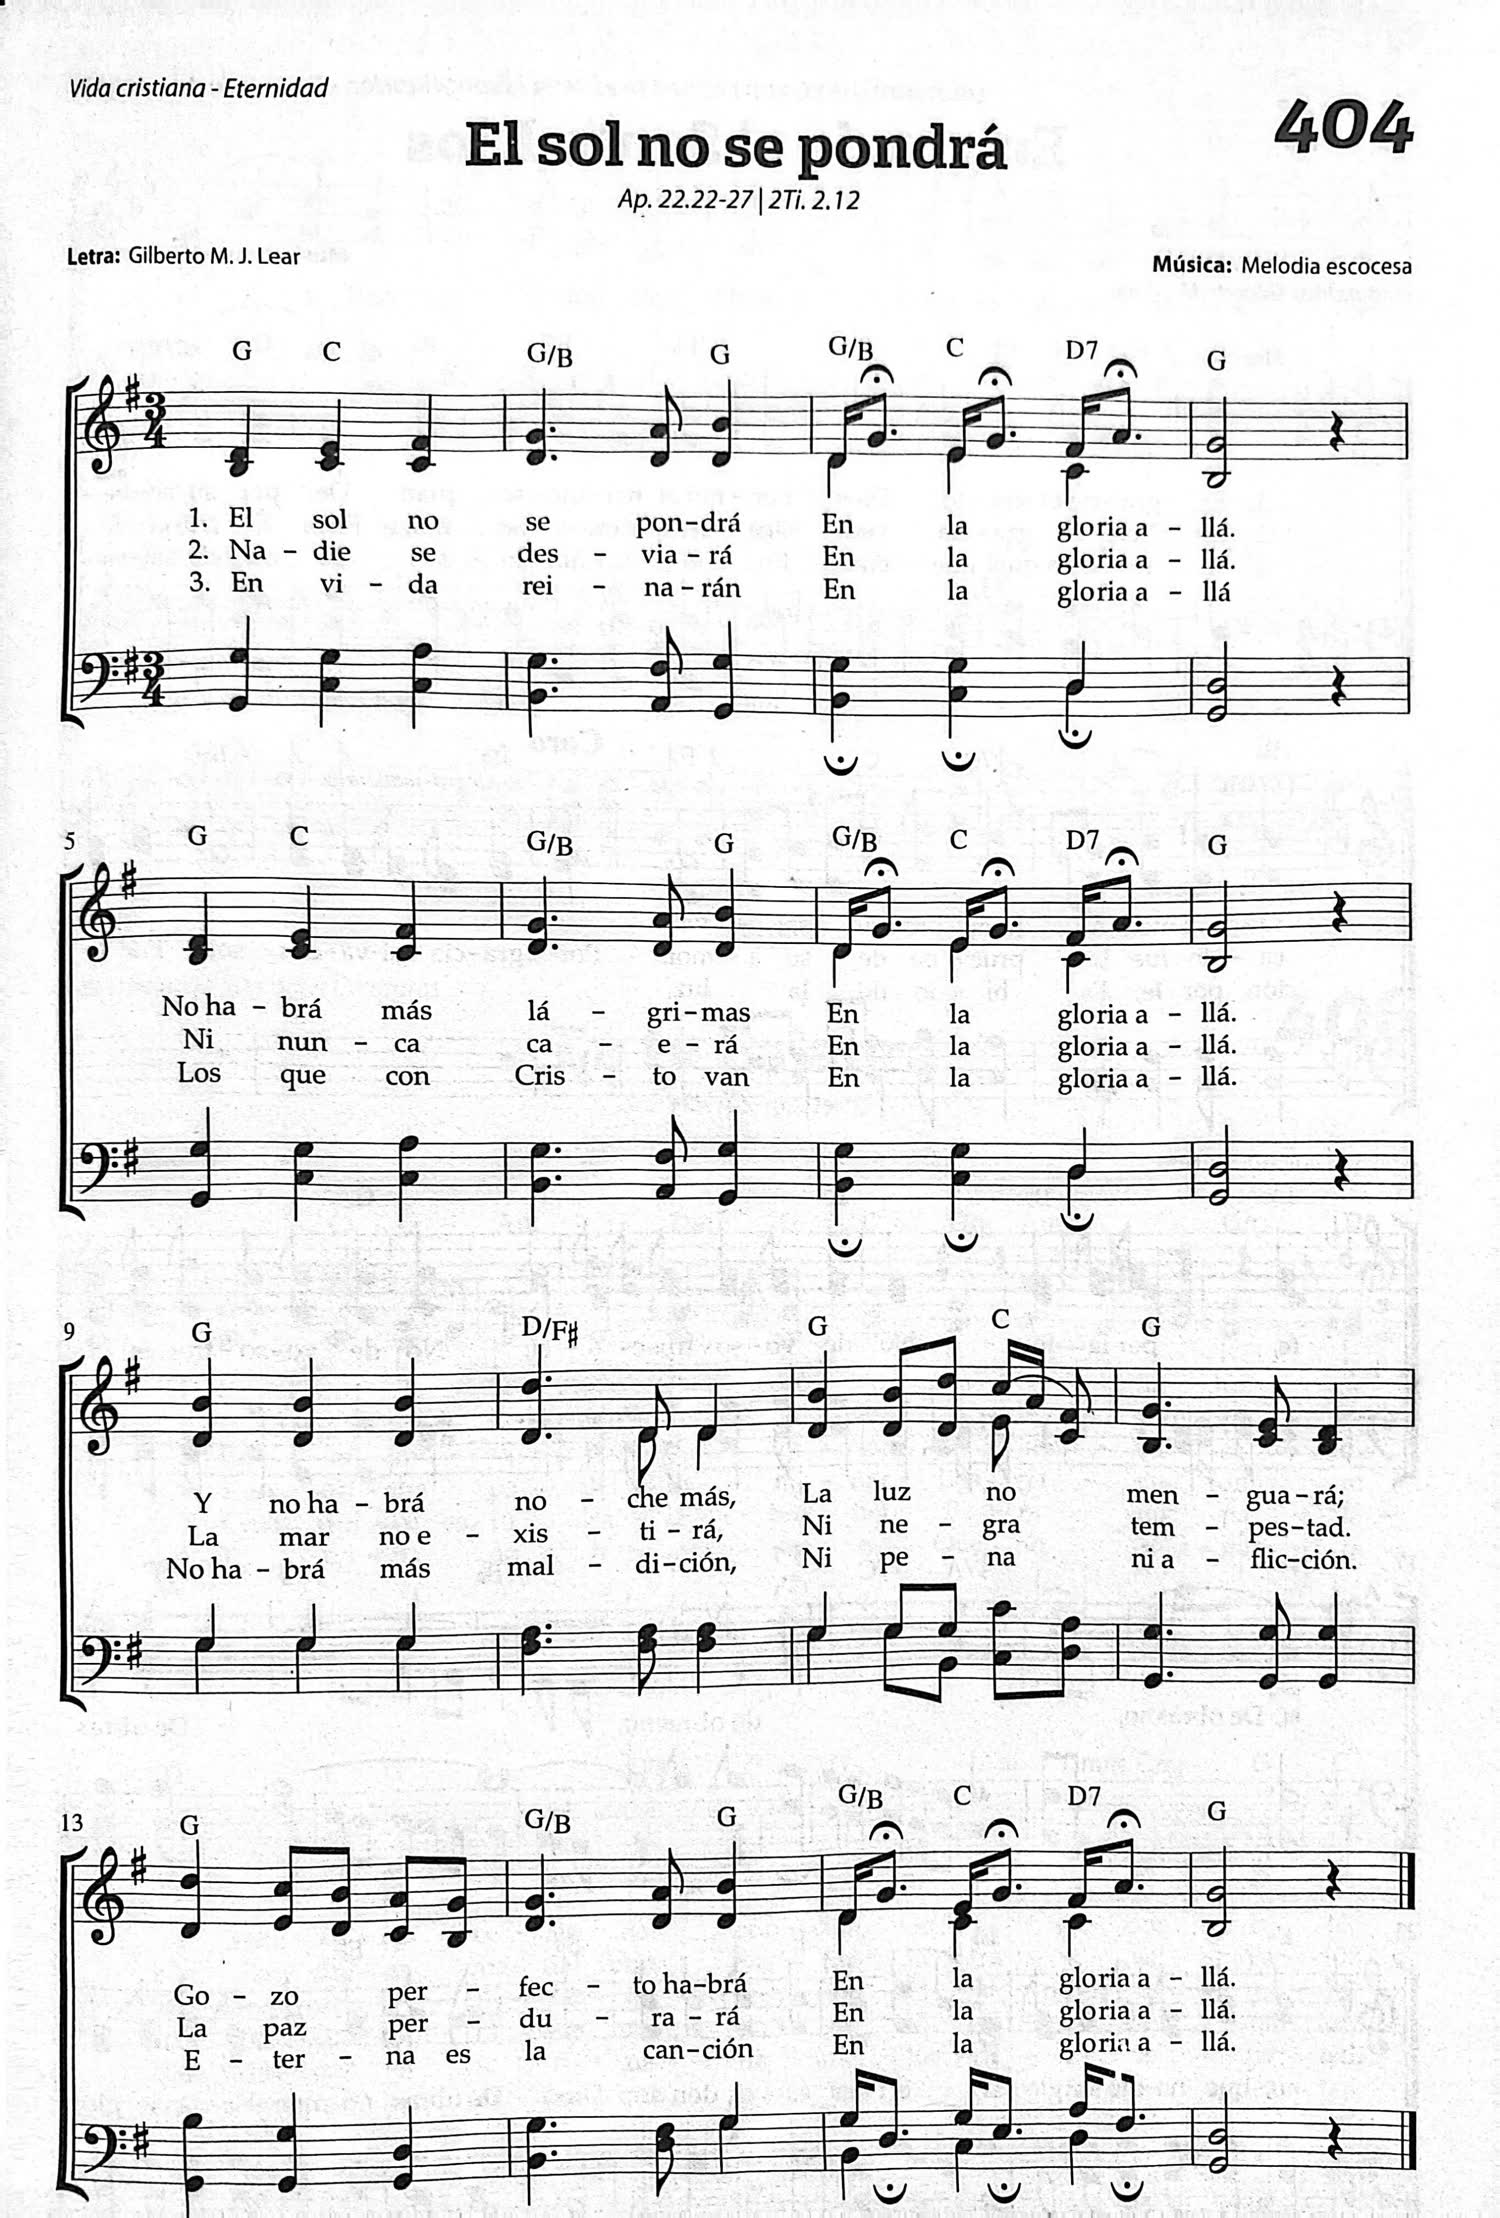 Vida cristiana - Eternidad
404
El sol no se pondrá
Ap. 22.22-27 | 2Ti. 2.12
Letra: Gilberto M. J. Lear
Música: Melodia escocesa
G C G/B G G/B C D7 G
1. El sol no se pon-drá En la gloria a - llá.
2. Na - die se des - via - rá En la gloria a - llá.
3. En vi - da rei - na - rán En la gloria a - llá
5
G C G/B G G/B C D7 G
No ha - brá más lá - gri-mas En la gloria a - llá.
Ni nun - ca ca - e - rá En la gloria a - llá.
Los que con Cris - to van En la gloria a - llá.
9
G D/F♯ G C G
Y no ha - brá no - che más, La luz no men - gua-rá;
La mar no e - xis - ti - rá, Ni ne - gra tem - pes-tad.
No ha - brá más mal - di-ción, Ni pe - na ni a - flic-ción.
13
G G/B G G/B C D7 G
Go - zo per - fec - to ha-brá En la gloria a - llá.
La paz per - du - ra - rá En la gloria a - llá.
E - ter - na es la can-ción En la gloria a - llá.